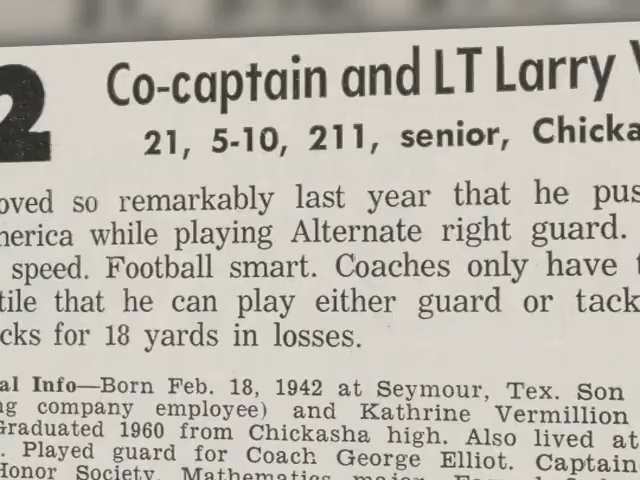 2
Co-captain and LT Larry V
21, 5-10, 211, senior, Chicka
oved so remarkably last year that he pus
merica while playing Alternate right guard.
speed. Football smart. Coaches only have t
tile that he can play either guard or tack
cks for 18 yards in losses.
al Info—Born Feb. 18, 1942 at Seymour, Tex. Son
ng company employee) and Kathrine Vermillion
Graduated 1960 from Chickasha high. Also lived at
. Played guard for Coach George Elliot. Captain
Honor Society. Mathematics major.